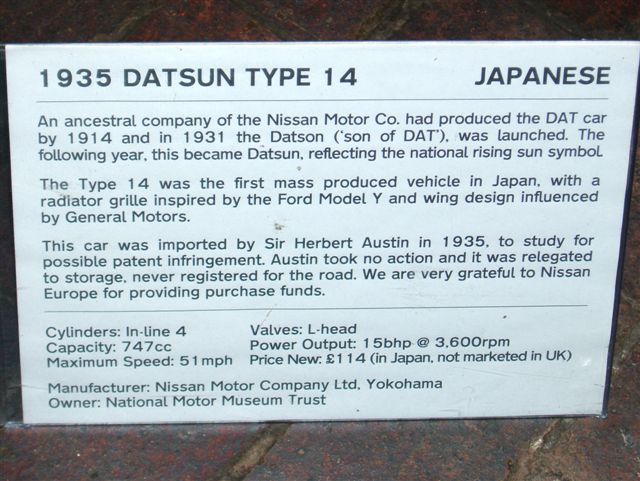 1935 DATSUN TYPE 14 JAPANESE
An ancestral company of the Nissan Motor Co. had produced the DAT car
by 1914 and in 1931 the Datson ('son of DAT'), was launched. The
following year, this became Datsun, reflecting the national rising sun symbol.
The Type 14 was the first mass produced vehicle in Japan, with a
radiator grille inspired by the Ford Model Y and wing design influenced
by General Motors.
This car was imported by Sir Herbert Austin in 1935, to study for
possible patent infringement. Austin took no action and it was relegated
to storage, never registered for the road. We are very grateful to Nissan
Europe for providing purchase funds.
Cylinders: In-line 4 Valves: L-head
Capacity: 747cc Power Output: 15bhp @ 3,600rpm
Maximum Speed: 51mph Price New: £114 (in Japan, not marketed in UK)
Manufacturer: Nissan Motor Company Ltd, Yokohama
Owner: National Motor Museum Trust